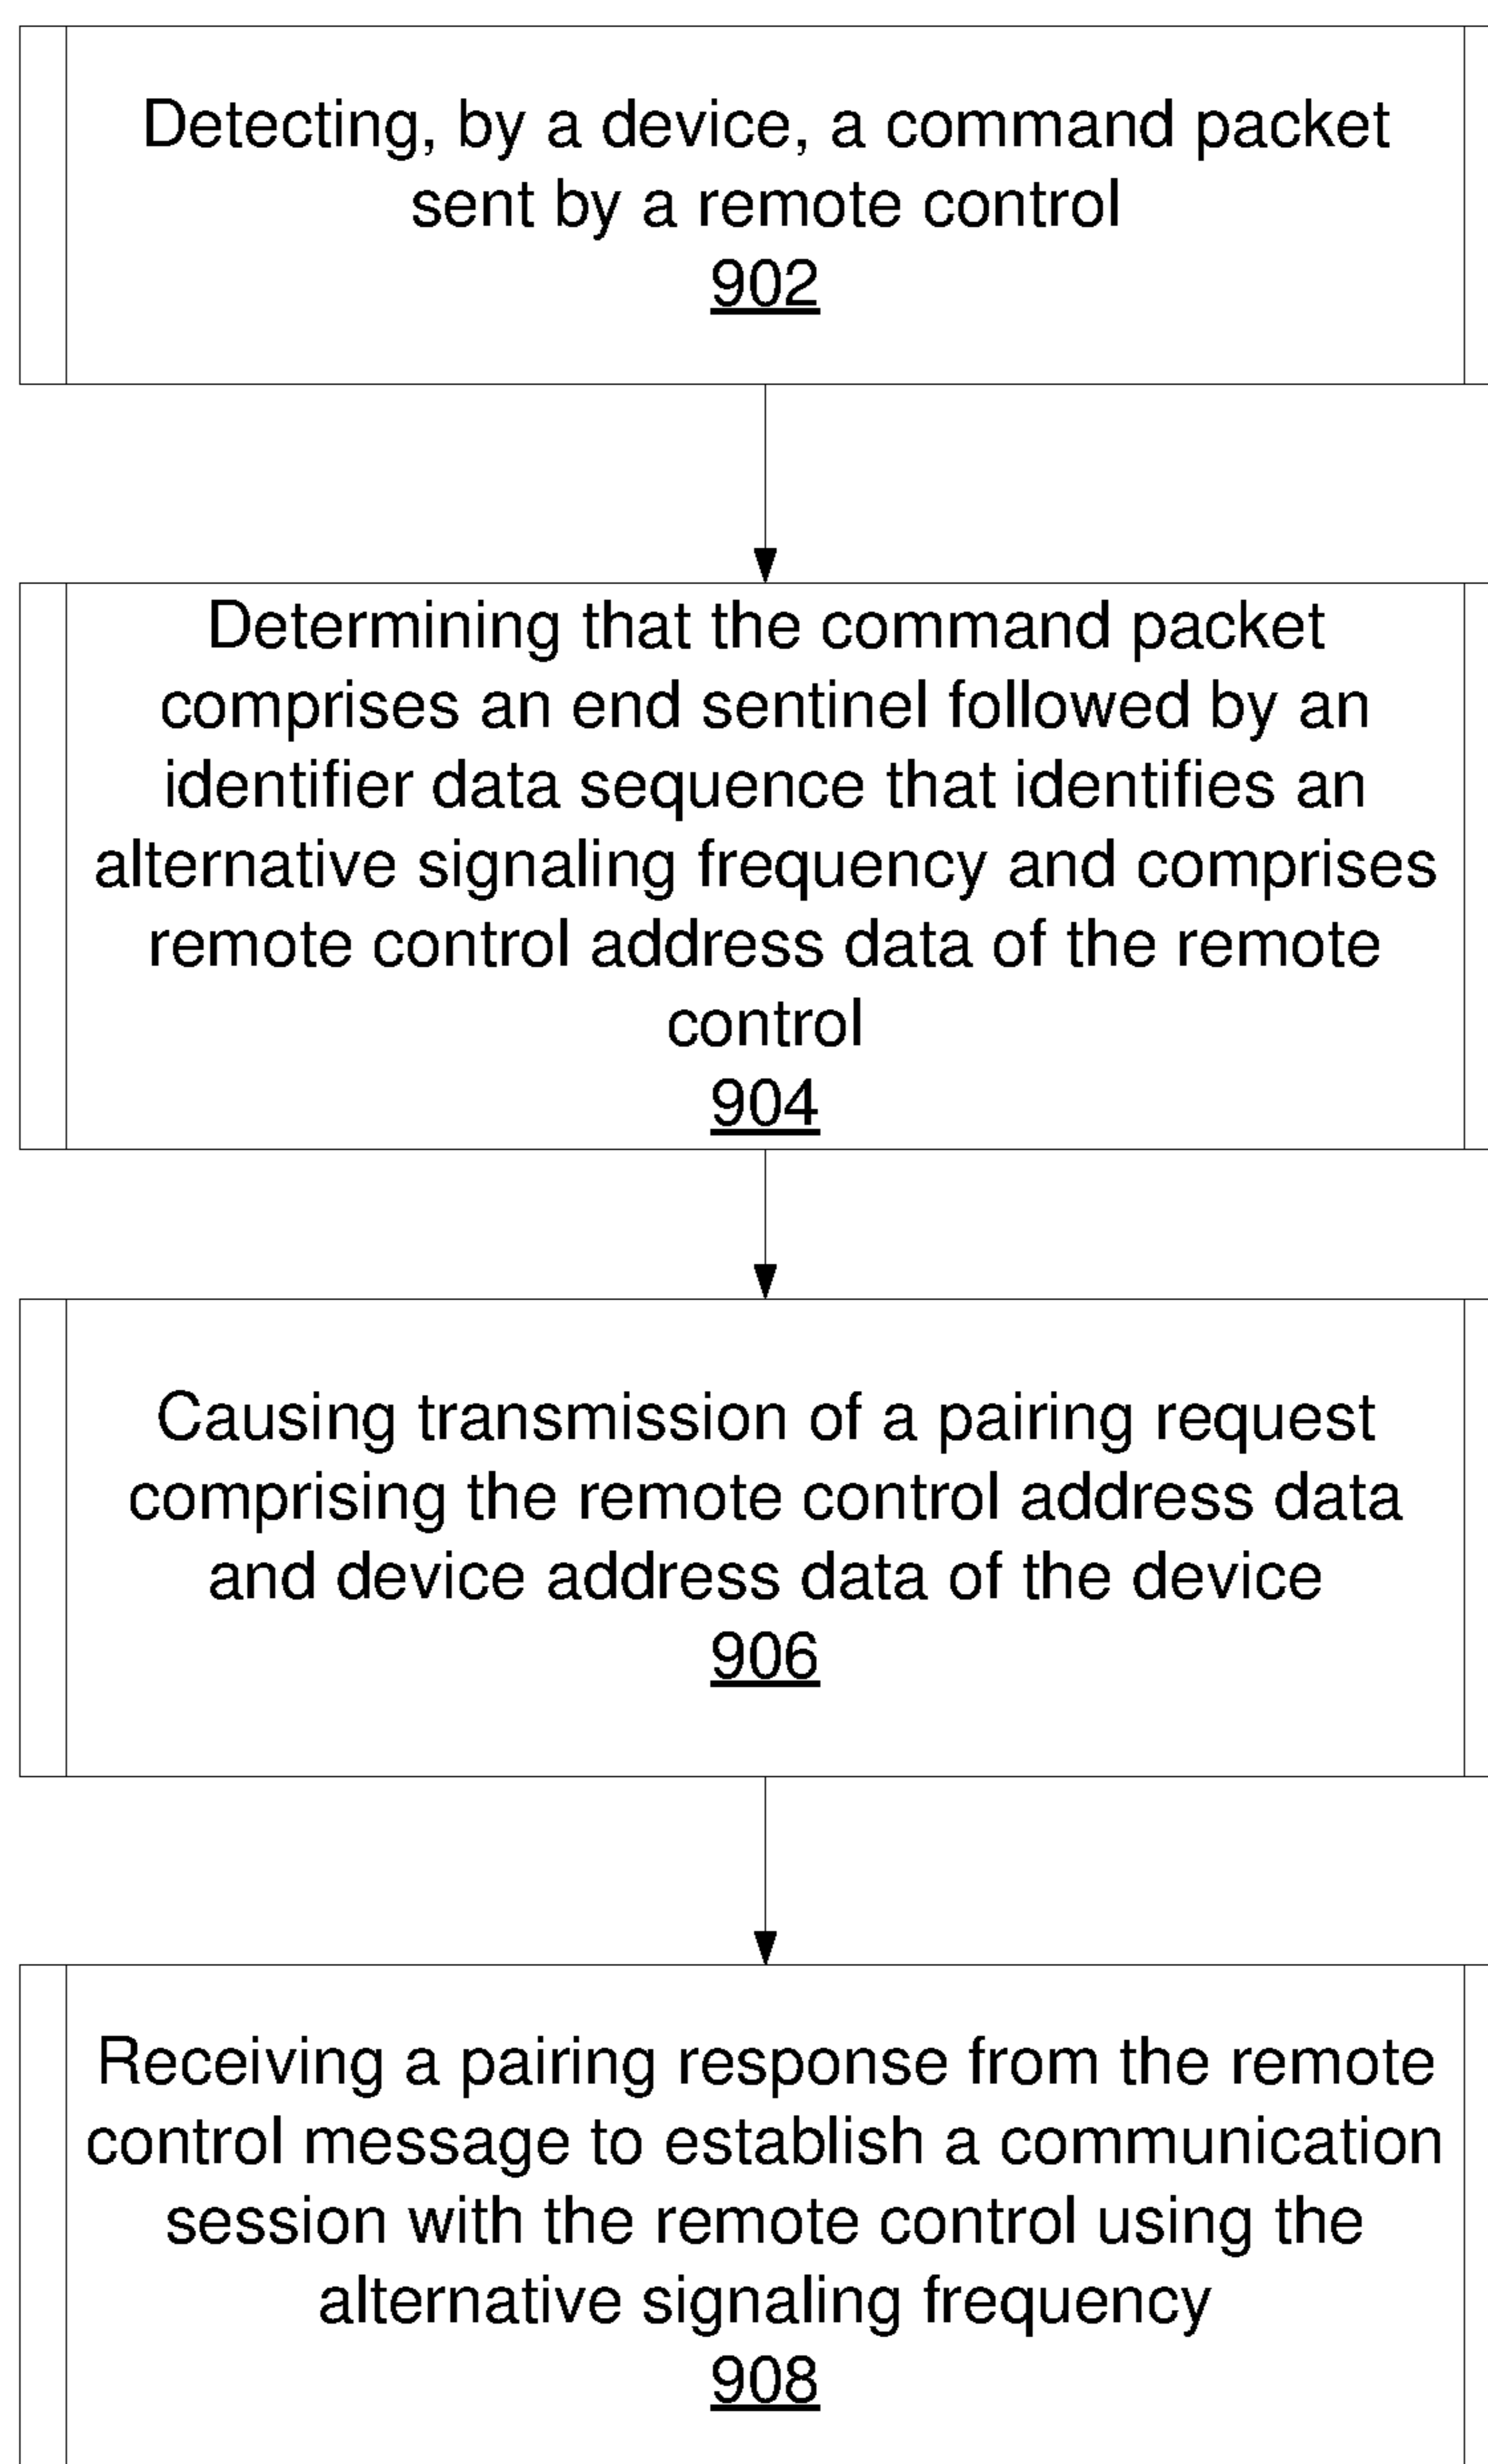 Detecting, by a device, a command packet
sent by a remote control
902
Determining that the command packet
comprises an end sentinel followed by an
identifier data sequence that identifies an
alternative signaling frequency and comprises
remote control address data of the remote
control
904
Causing transmission of a pairing request
comprising the remote control address data
and device address data of the device
906
Receiving a pairing response from the remote
control message to establish a communication
session with the remote control using the
alternative signaling frequency
908